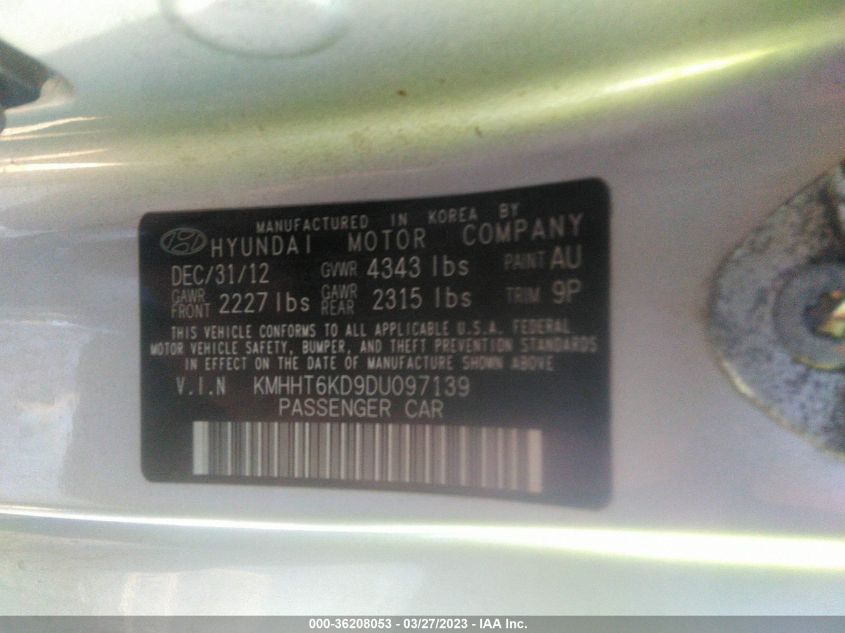 MANUFACTURED IN KOREA BY
HYUNDAI MOTOR COMPANY
DEC/31/12 GVWR 4343 lbs PAINT AU
GAWR FRONT 2227 lbs GAWR REAR 2315 lbs TRIM 9P
THIS VEHICLE CONFORMS TO ALL APPLICABLE U.S.A. FEDERAL
MOTOR VEHICLE SAFETY, BUMPER, AND THEFT PREVENTION STANDARDS
IN EFFECT ON THE DATE OF MANUFACTURE SHOWN ABOVE
V.I.N KMHHT6KD9DU097139
PASSENGER CAR
000-36208053 - 03/27/2023 - IAA Inc.